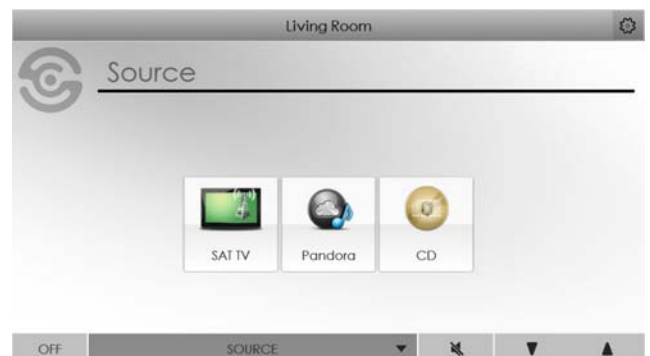 Living Room
Source
SAT TV
Pandora
CD
OFF
SOURCE